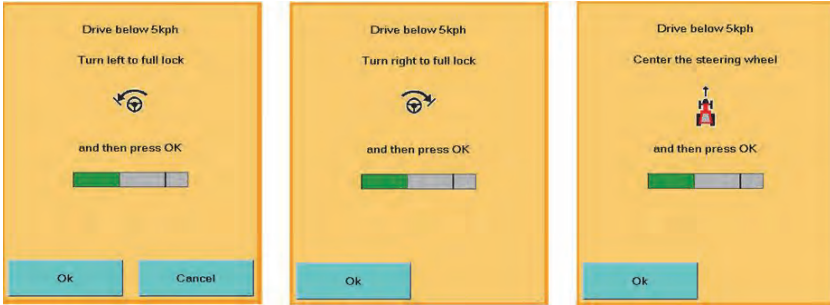 Drive below 5kph
Turn left to full lock
and then press OK
Ok Cancel
Drive below 5kph
Turn right to full lock
and then press OK
Ok
Drive below 5kph
Center the steering wheel
and then press OK
Ok